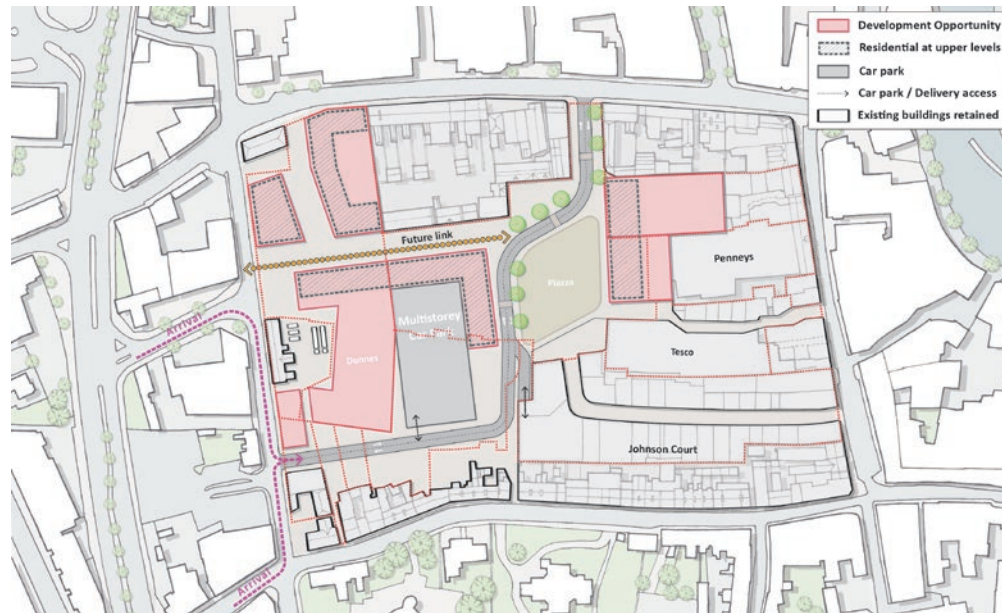 Development Opportunity
Residential at upper levels
Car park
Car park / Delivery access
Existing buildings retained
Future link
Penneys
Piazza
Arrival
Multistorey
Car Park
Dunnes
Tesco
Johnson Court
Arrival